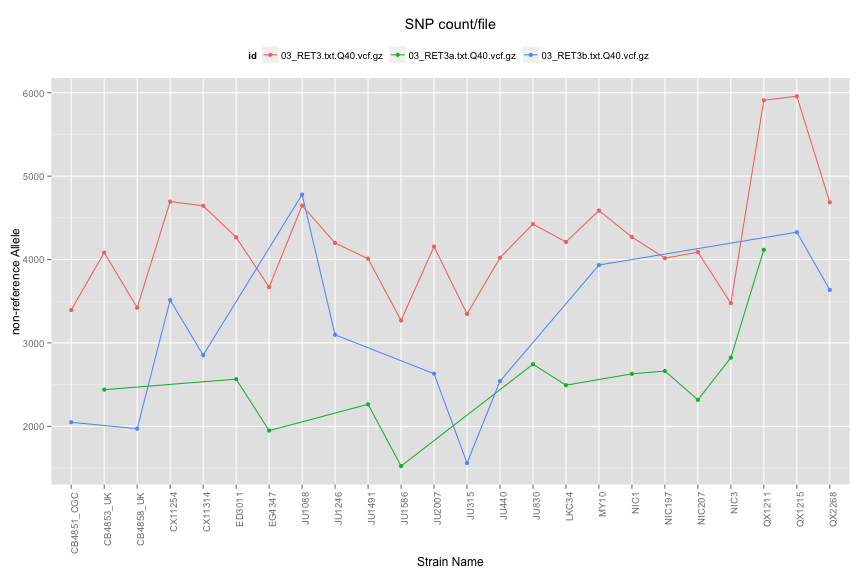 SNP count/file
id 03_RET3.txt.Q40.vcf.gz 03_RET3a.txt.Q40.vcf.gz 03_RET3b.txt.Q40.vcf.gz
non-reference Allele
6000
5000
4000
3000
2000
CB4851_CGC
CB4853_UK
CB4858_UK
CX11254
CX11314
ED3011
EG4347
JU1088
JU1246
JU1491
JU1586
JU2007
JU315
JU440
JU830
LKC34
MY10
NIC1
NIC197
NIC207
NIC3
QX1211
QX1215
QX2268
Strain Name